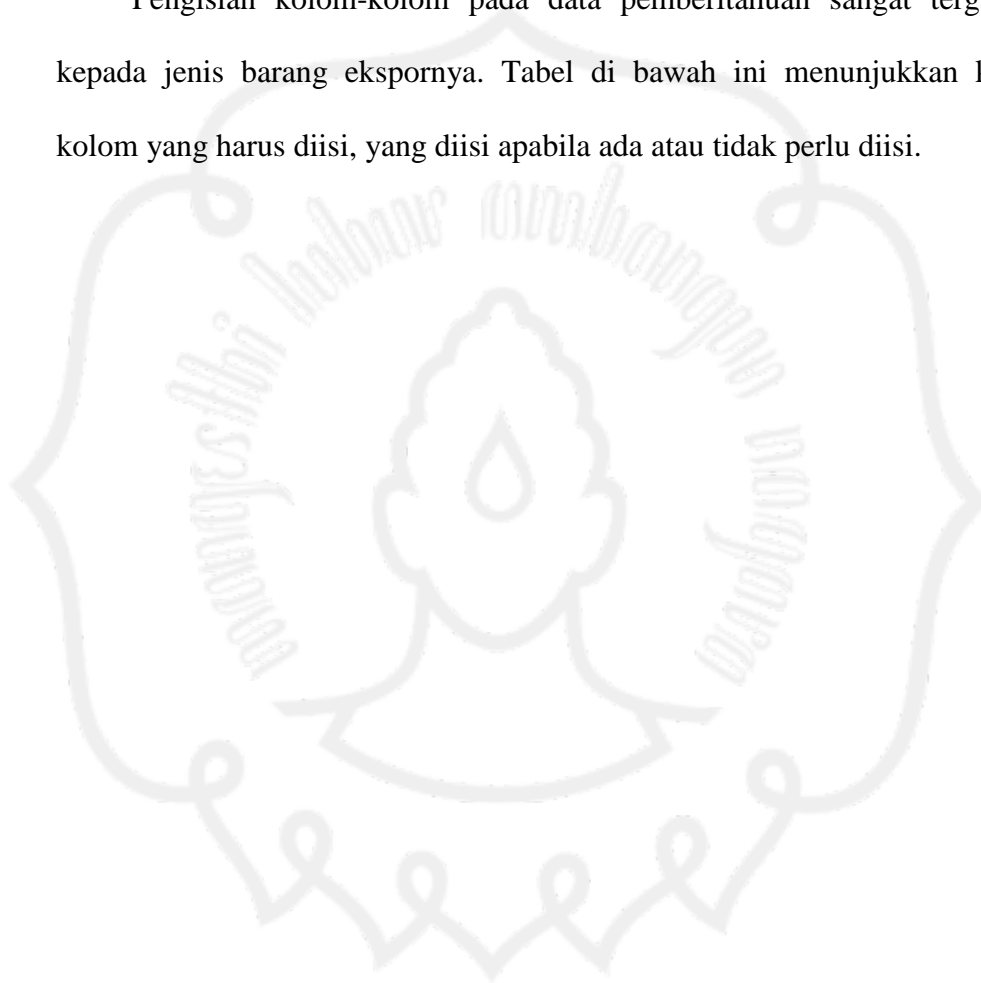 Pengisian kolom-kolom pada data pemberitahuan sangat
kepada jenis barang ekspornya. Tabel di bawah ini menunjukkan
kolom yang harus diisi, yang diisi apabila ada atau tidak perlu diisi.